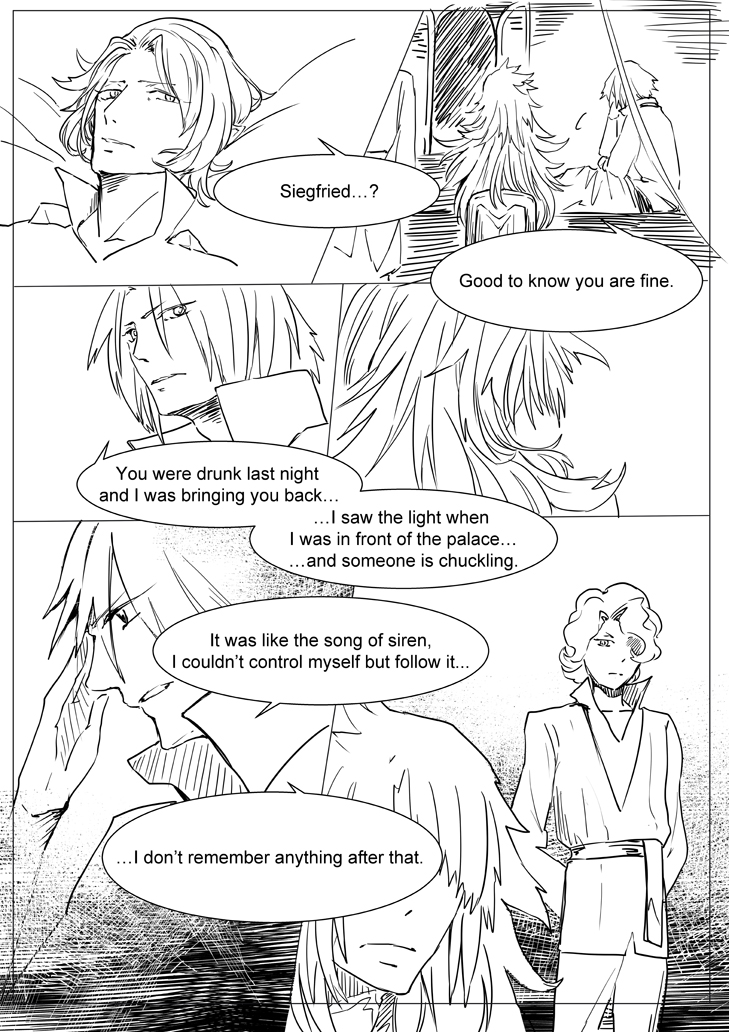 Siegfried…?
Good to know you are fine.
You were drunk last night
and I was bringing you back…
…I saw the light when
I was in front of the palace…
…and someone is chuckling.
It was like the song of siren,
I couldn’t control myself but follow it...
…I don’t remember anything after that.